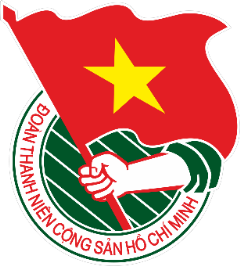 ĐOÀN THANH NIÊN CỘNG SẢN HỒ CHÍ MINH